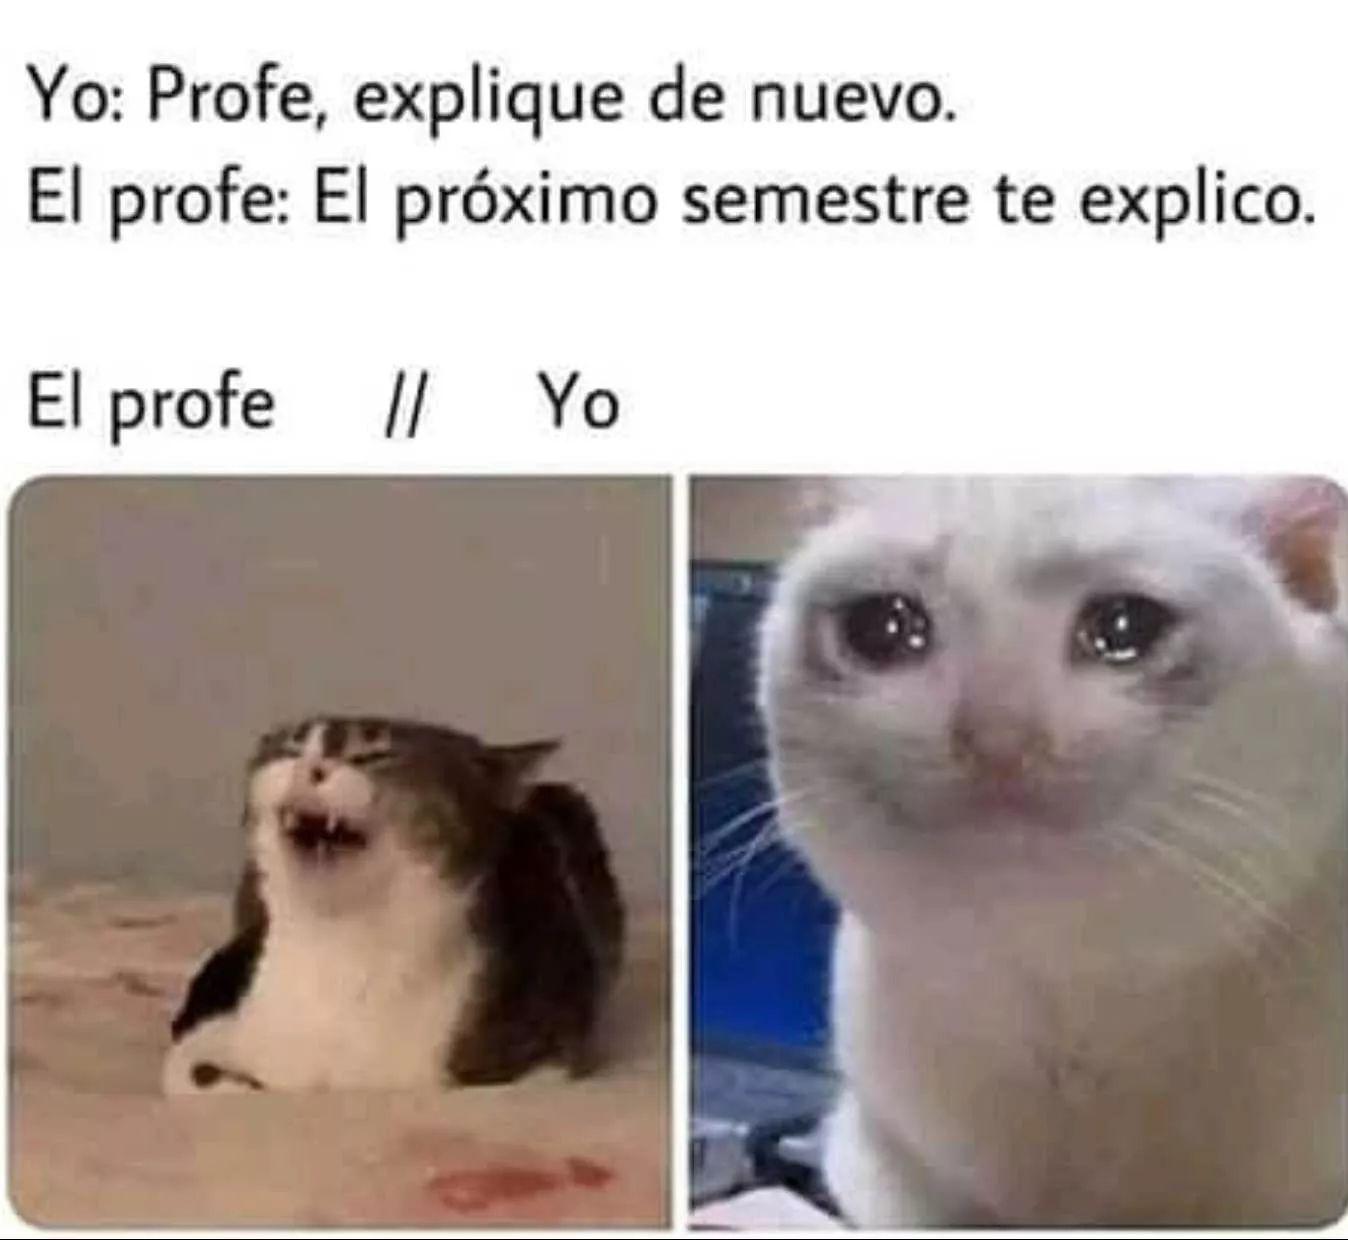 Yo: Profe, explique de nuevo.
El profe: El próximo semestre te explico.
El profe // Yo